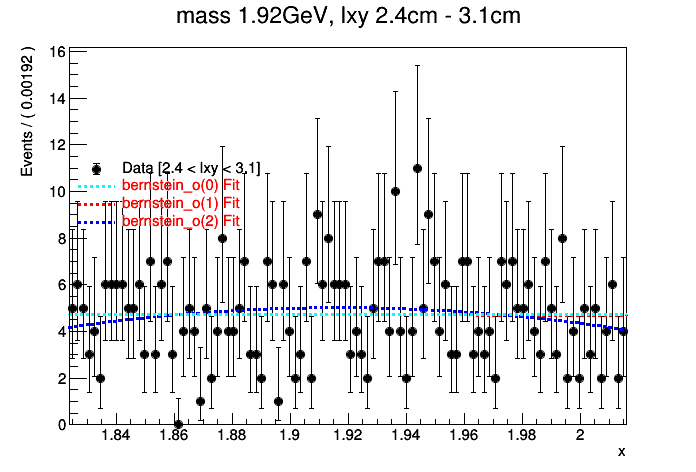 mass 1.92GeV, lxy 2.4cm - 3.1cm
Events / ( 0.00192 )
16
14
12
10
8
6
4
2
0
Data [2.4 < lxy < 3.1]
bernstein_o(0) Fit
bernstein_o(1) Fit
bernstein_o(2) Fit
1.84 1.86 1.88 1.9 1.92 1.94 1.96 1.98 2
x